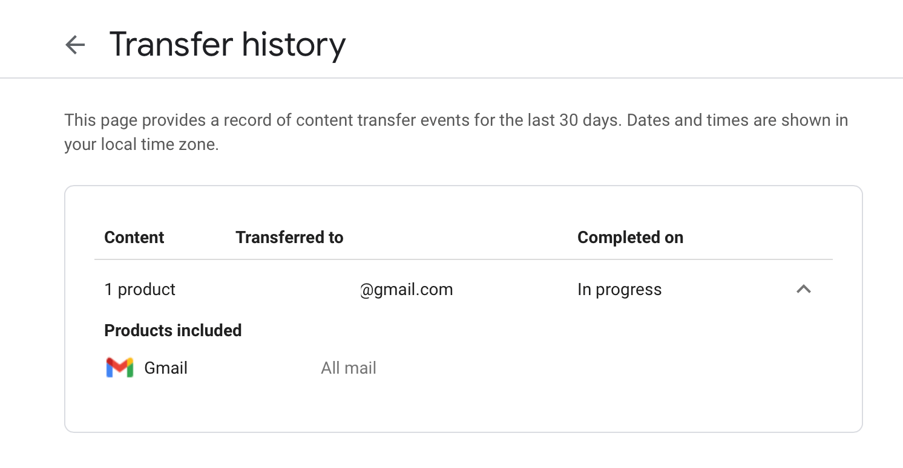 Transfer history
This page provides a record of content transfer events for the last 30 days. Dates and times are shown in
your local time zone.
Content Transferred to Completed on
1 product @gmail.com In progress
Products included
Gmail All mail